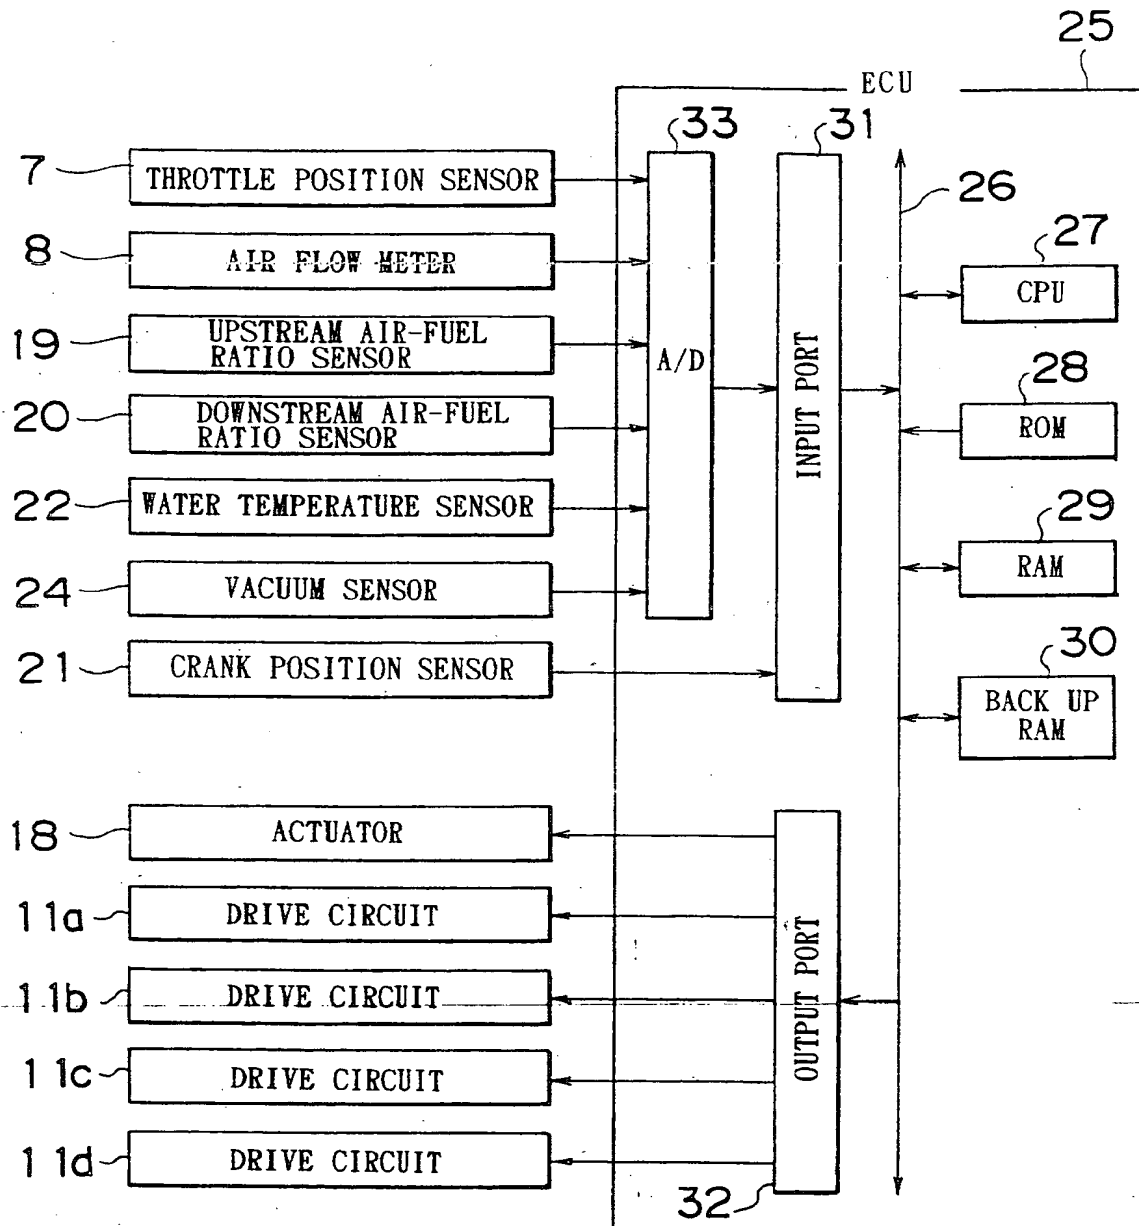 25
ECU
33
31
7
THROTTLE POSITION SENSOR
26
8
AIR FLOW METER
27
CPU
19
UPSTREAM AIR-FUEL
RATIO SENSOR
A/D
INPUT PORT
28
ROM
20
DOWNSTREAM AIR-FUEL
RATIO SENSOR
22
WATER TEMPERATURE SENSOR
29
RAM
24
VACUUM SENSOR
21
CRANK POSITION SENSOR
30
BACK UP
RAM
18
ACTUATOR
11a
DRIVE CIRCUIT
11b
DRIVE CIRCUIT
OUTPUT PORT
11c
DRIVE CIRCUIT
11d
DRIVE CIRCUIT
32